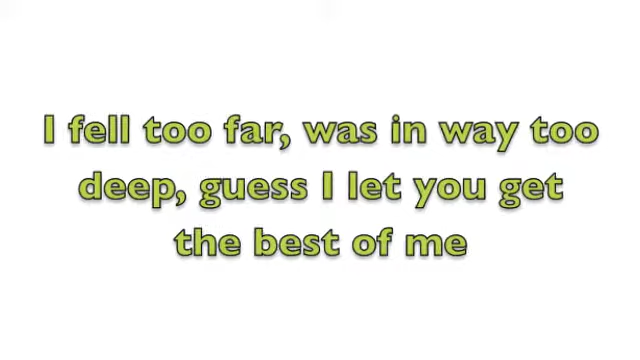 I fell too far, was in way too
deep, guess I let you get
the best of me